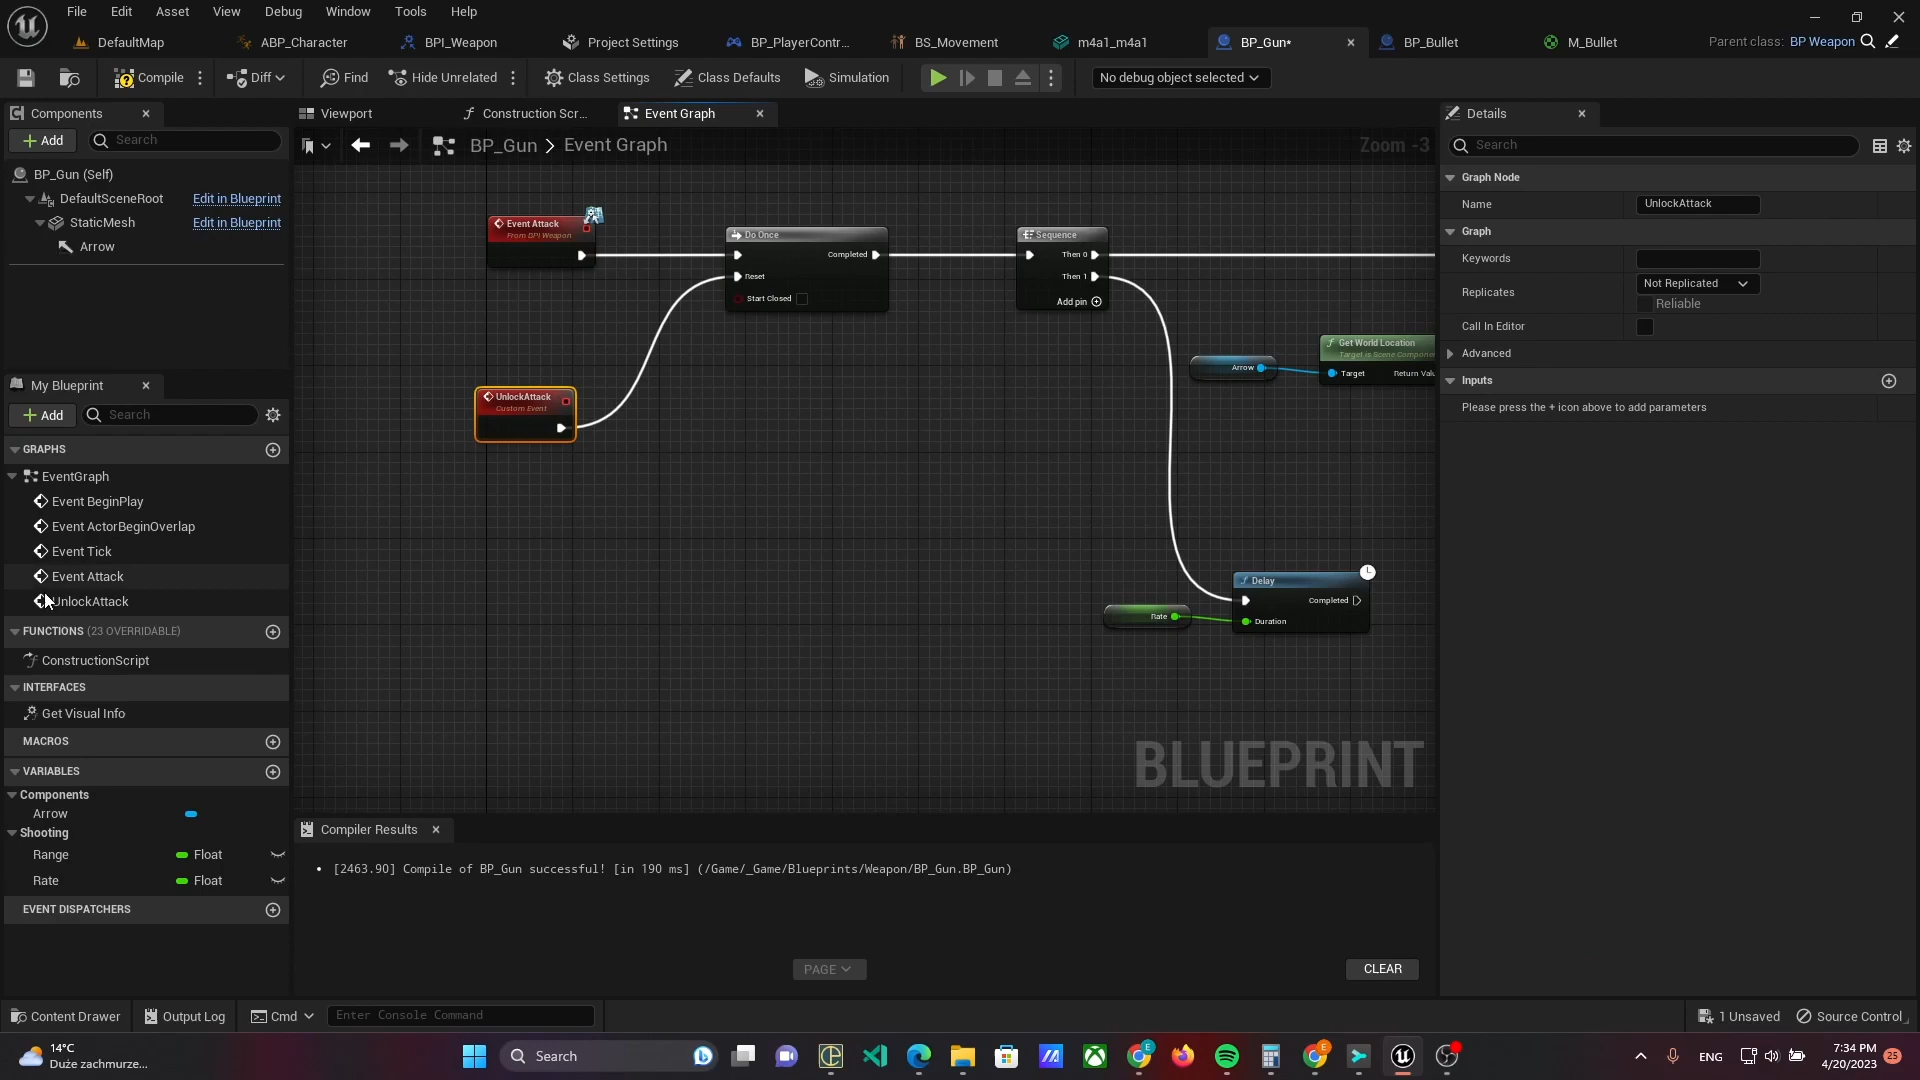 File Edit Asset View Debug Window Tools Help
DefaultMap ABP_Character BPI_Weapon Project Settings BP_PlayerContr... BS_Movement m4a1_m4a1 BP_Gun* BP_Bullet M_Bullet Parent class: BP Weapon
Compile Diff Find Hide Unrelated Class Settings Class Defaults Simulation No debug object selected
Components
Add Search
BP_Gun (Self)
DefaultSceneRoot Edit in Blueprint
StaticMesh Edit in Blueprint
Arrow
My Blueprint
Add Search
GRAPHS
EventGraph
Event BeginPlay
Event ActorBeginOverlap
Event Tick
Event Attack
UnlockAttack
FUNCTIONS (23 OVERRIDABLE)
ConstructionScript
INTERFACES
Get Visual Info
MACROS
VARIABLES
Components
Arrow
Shooting
Range Float
Rate Float
EVENT DISPATCHERS
Viewport Construction Scr... Event Graph
BP_Gun > Event Graph Zoom -3
Event Attack
From BPI Weapon
Do Once
Completed
Reset
Start Closed
Sequence
Then 0
Then 1
Add pin
UnlockAttack
Custom Event
Arrow
Get World Location
Target is Scene Compone
Target Return Valu
Rate
Delay
Completed
Duration
BLUEPRINT
Compiler Results
[2463.90] Compile of BP_Gun successful! [in 190 ms] (/Game/_Game/Blueprints/Weapon/BP_Gun.BP_Gun)
PAGE CLEAR
Details
Search
Graph Node
Name UnlockAttack
Graph
Keywords
Replicates Not Replicated
Reliable
Call In Editor
Advanced
Inputs
Please press the + icon above to add parameters
Content Drawer Output Log Cmd Enter Console Command 1 Unsaved Source Control
14°C
Duże zachmurze...
Search
ENG
7:34 PM
4/20/2023
25